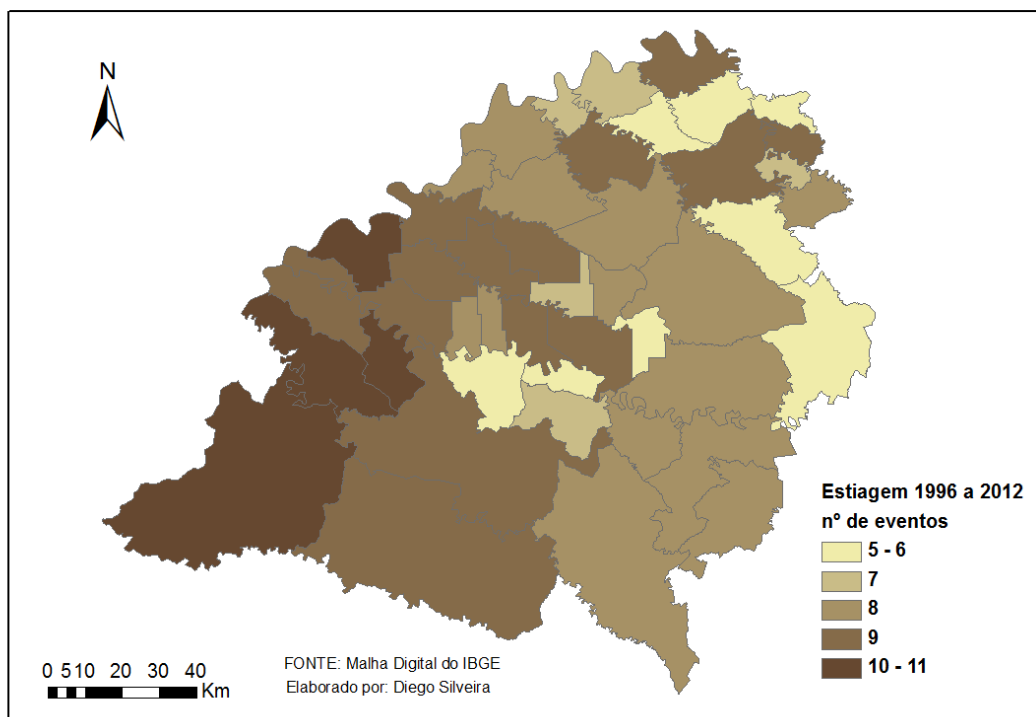 N
Estiagem 1996 a 2012
nº de eventos
5 - 6
7
8
9
10 - 11
0 5 10 20 30 40
Km
FONTE: Malha Digital do IBGE
Elaborado por: Diego Silveira